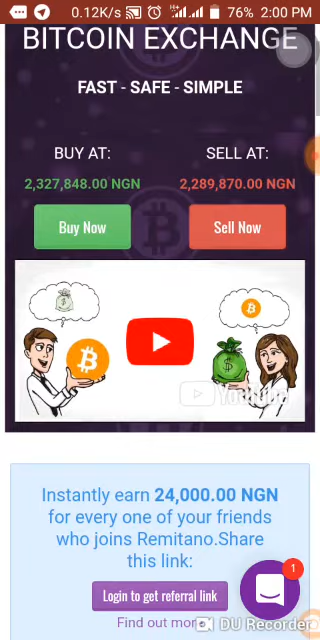 0.12K/s 76% 2:00 PM
BITCOIN EXCHANGE
FAST - SAFE - SIMPLE
BUY AT: SELL AT:
2,327,848.00 NGN 2,289,870.00 NGN
Buy Now Sell Now
YouTube
Instantly earn 24,000.00 NGN
for every one of your friends
who joins Remitano.Share
this link:
1
Login to get referral link
Find out more
DU Recorder